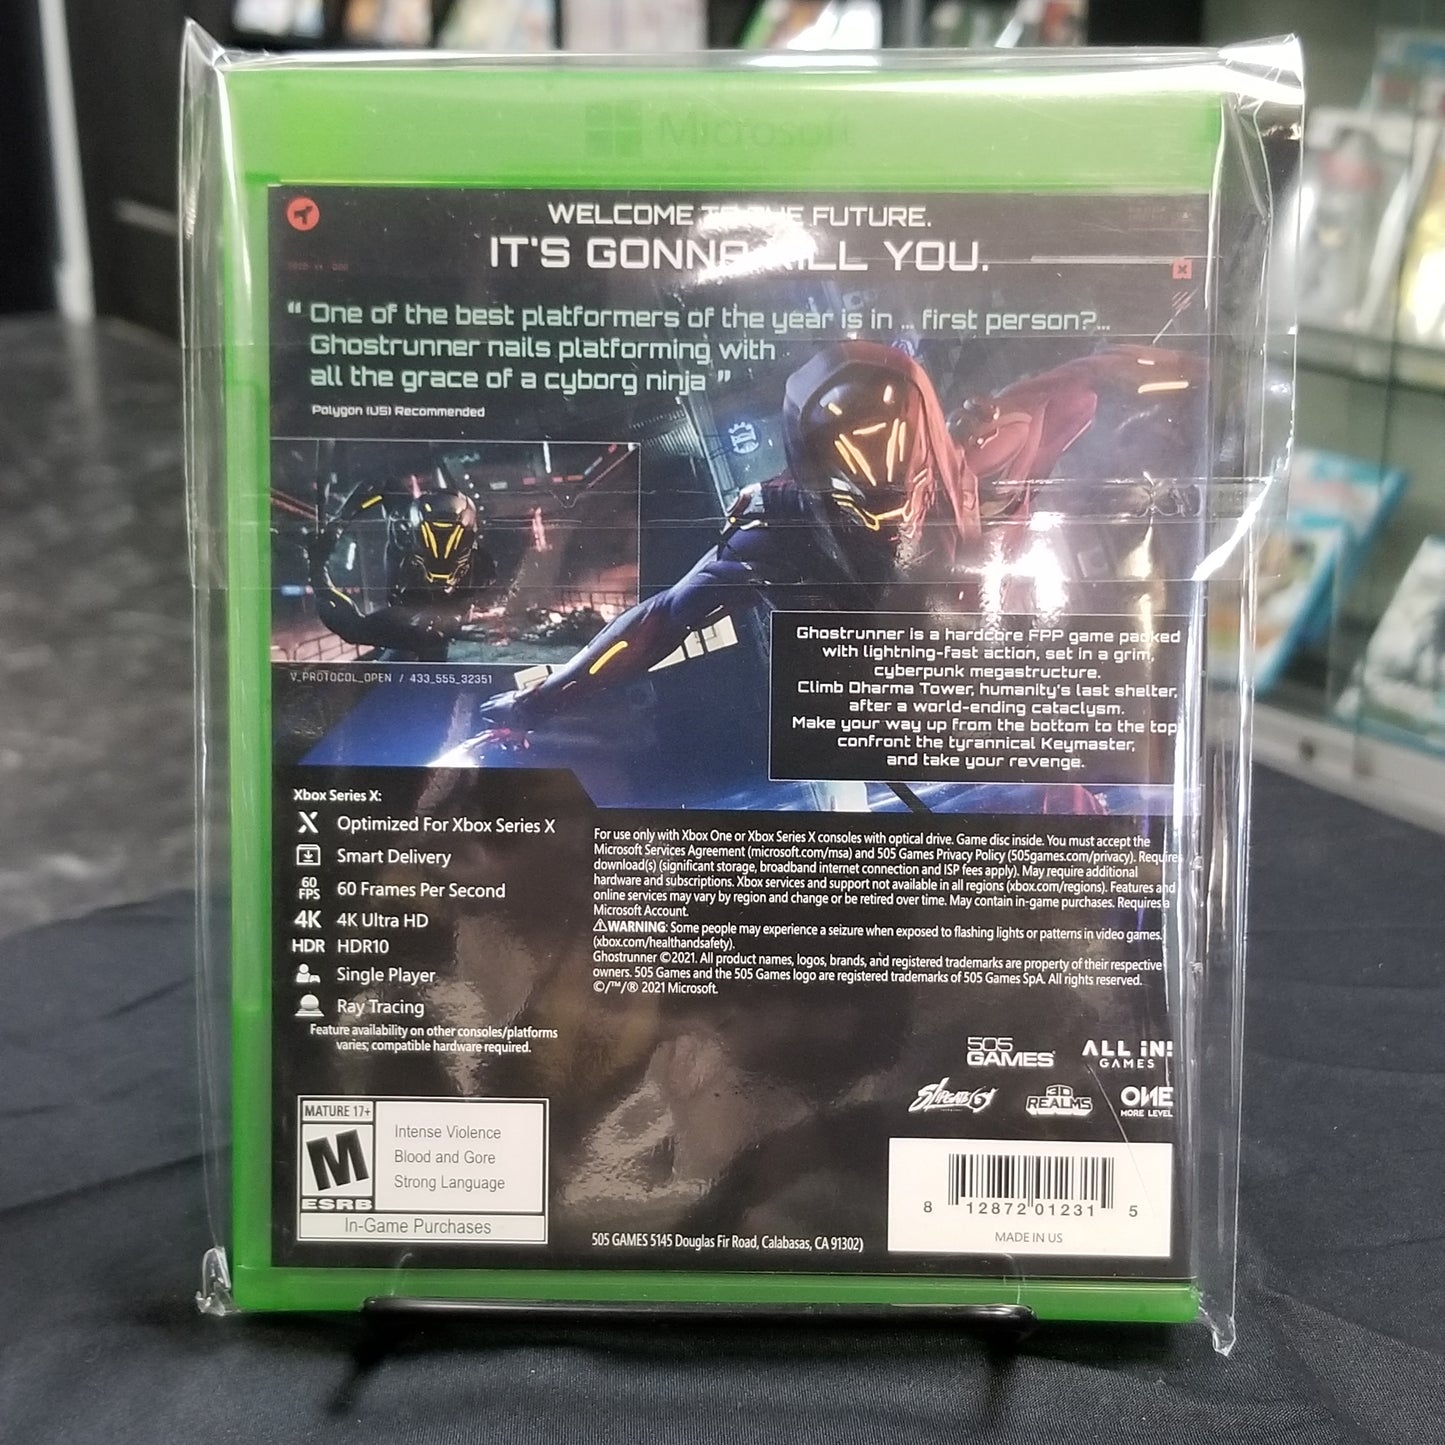 Microsoft
WELCOME TO THE FUTURE.
IT'S GONNA KILL YOU.
“ One of the best platformers of the year is in ... first person?...
Ghostrunner nails platforming with
all the grace of a cyborg ninja ”
Polygon (US) Recommended
V_PROTOCOL_OPEN / 433_555_32351
Ghostrunner is a hardcore FPP game packed
with lightning-fast action, set in a grim,
cyberpunk megastructure.
Climb Dharma Tower, humanity's last shelter,
after a world-ending cataclysm.
Make your way up from the bottom to the top
confront the tyrannical Keymaster,
and take your revenge.
Xbox Series X:
X Optimized For Xbox Series X
Smart Delivery
60 FPS 60 Frames Per Second
4K 4K Ultra HD
HDR HDR10
Single Player
Ray Tracing
Feature availability on other consoles/platforms
varies; compatible hardware required.
For use only with Xbox One or Xbox Series X consoles with optical drive. Game disc inside. You must accept the
Microsoft Services Agreement (microsoft.com/msa) and 505 Games Privacy Policy (505games.com/privacy). Requires
download(s) (significant storage, broadband internet connection and ISP fees apply). May require additional
hardware and subscriptions. Xbox services and support not available in all regions (xbox.com/regions). Features and
online services may vary by region and change or be retired over time. May contain in-game purchases. Requires a
Microsoft Account.
⚠WARNING: Some people may experience a seizure when exposed to flashing lights or patterns in video games.
(xbox.com/healthandsafety).
Ghostrunner ©2021. All product names, logos, brands, and registered trademarks are property of their respective
owners. 505 Games and the 505 Games logo are registered trademarks of 505 Games SpA. All rights reserved.
©/™/® 2021 Microsoft.
505 GAMES
ALL iN! GAMES
SLIPGATE
3D REALMS
ONE MORE LEVEL
MATURE 17+
M
ESRB
Intense Violence
Blood and Gore
Strong Language
In-Game Purchases
505 GAMES 5145 Douglas Fir Road, Calabasas, CA 91302)
8 12872 01231 5
MADE IN US